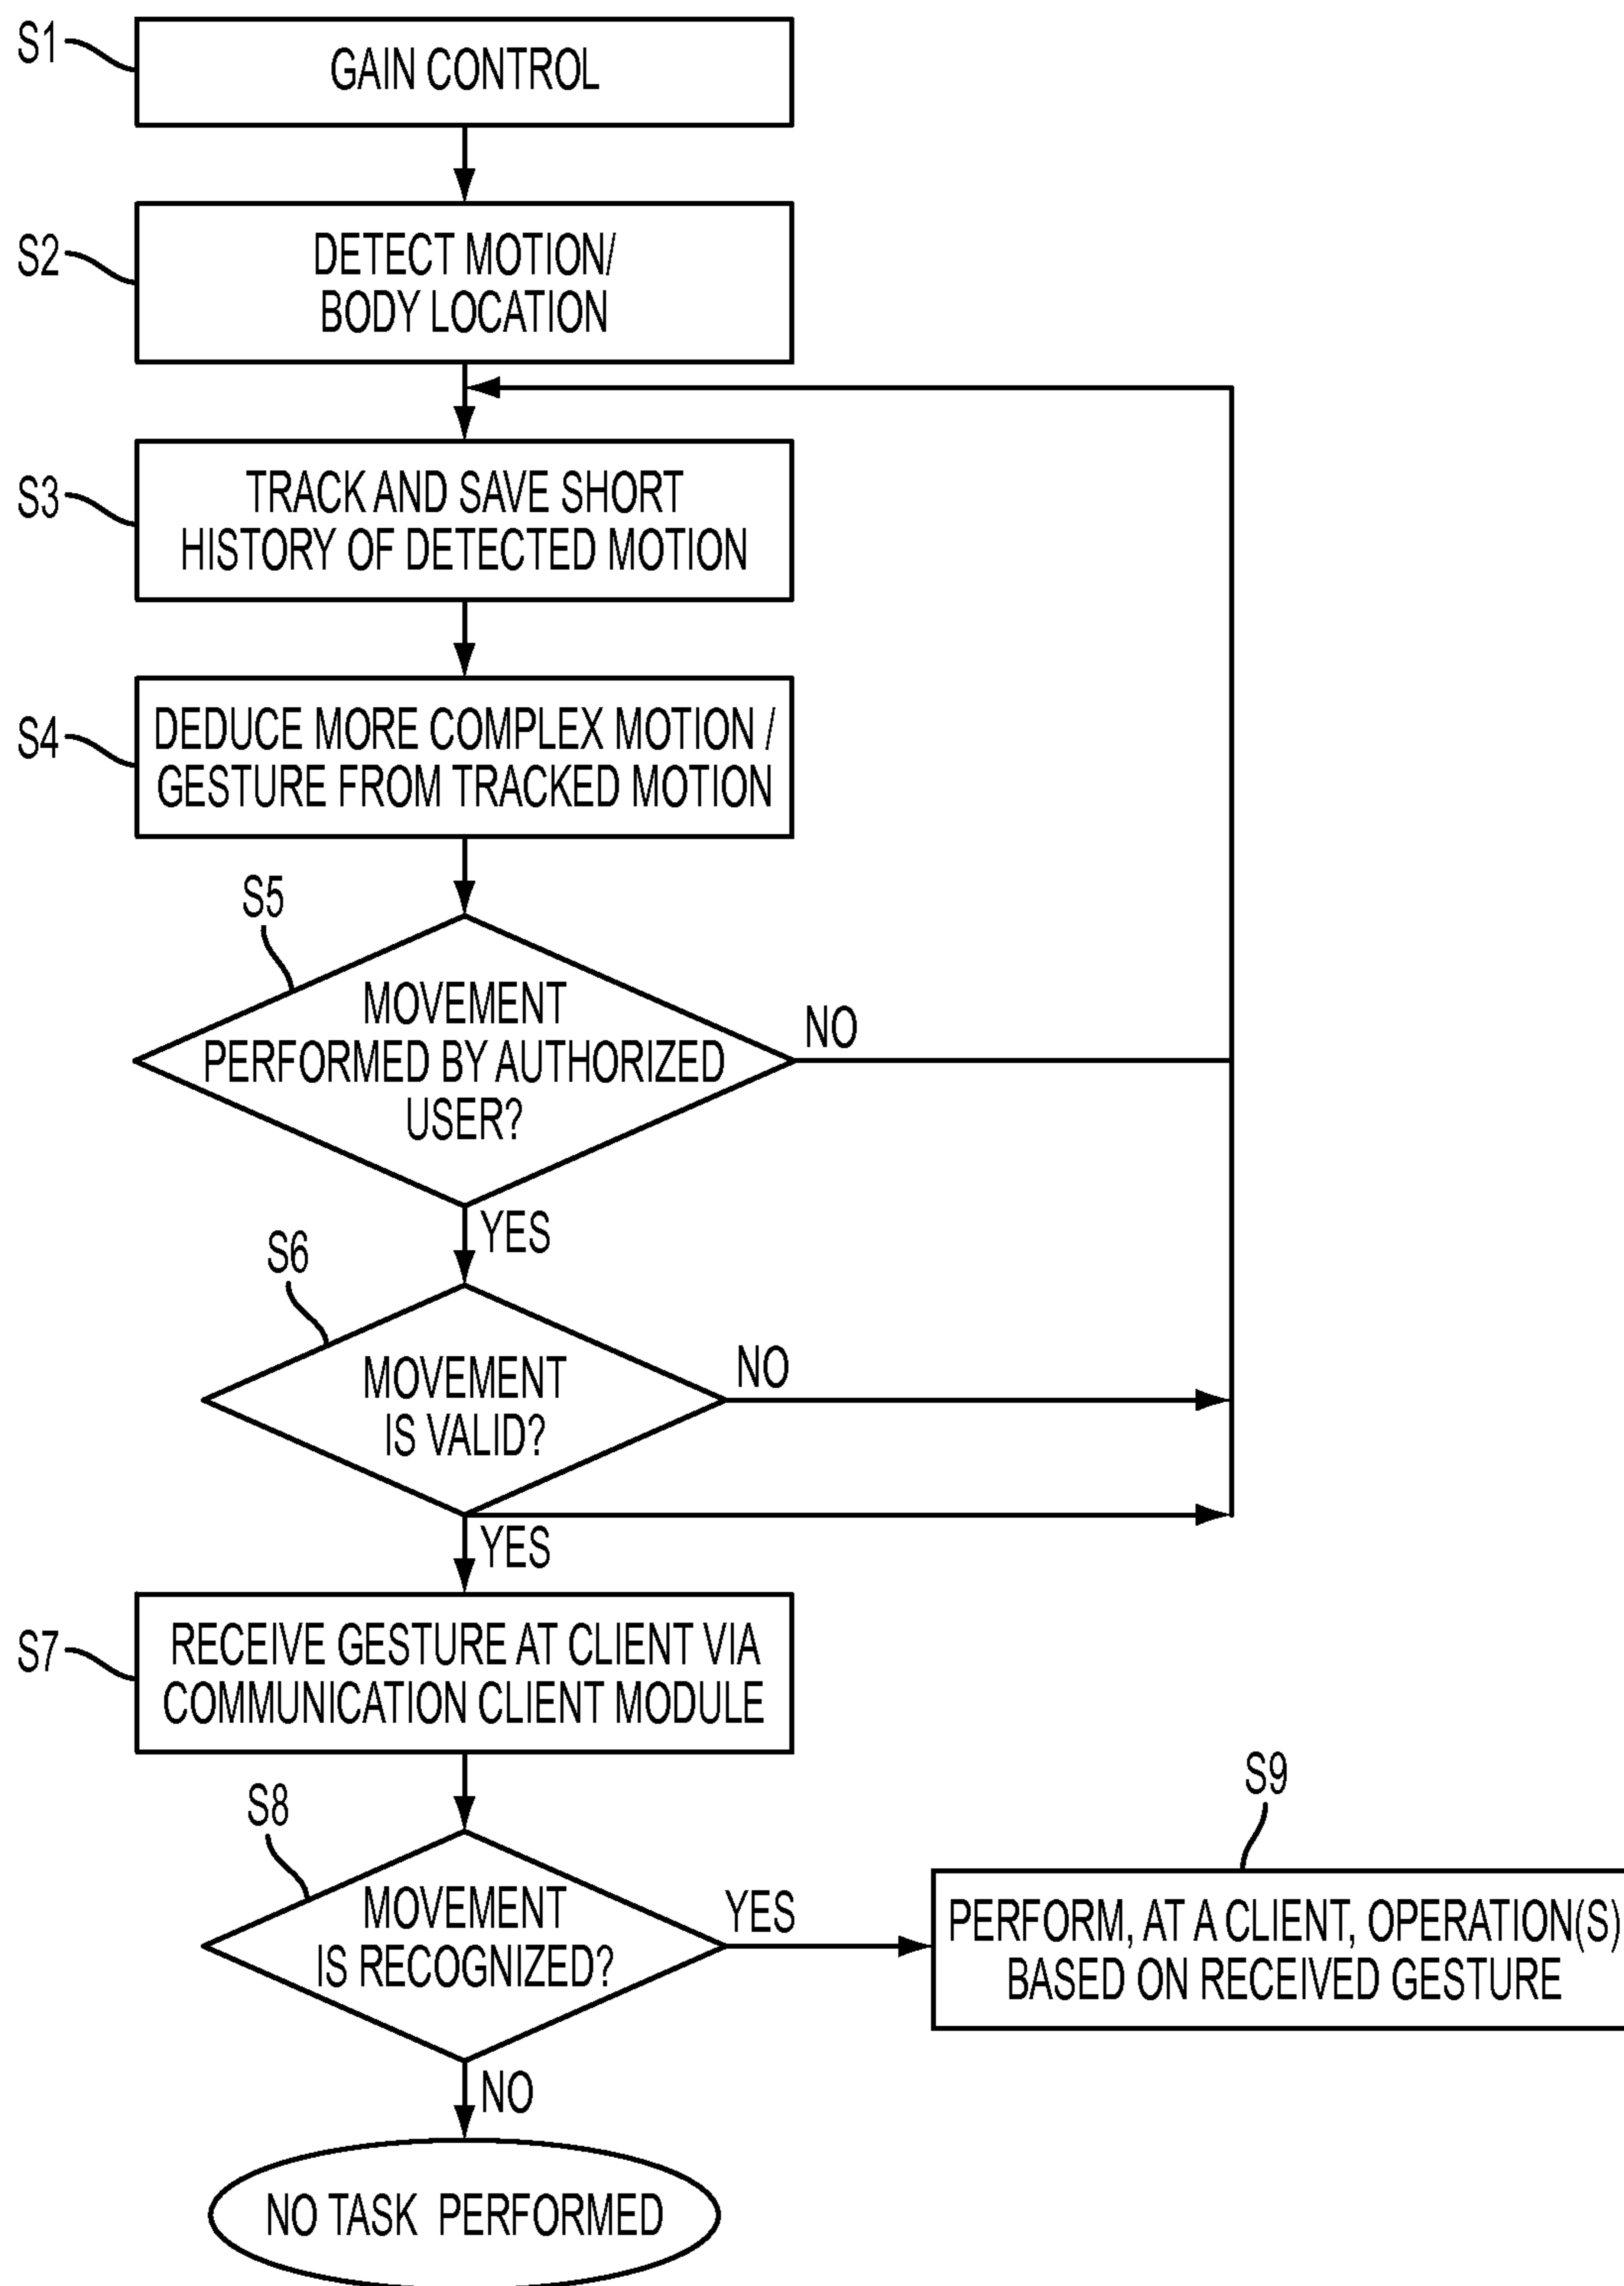 S1
GAIN CONTROL
S2
DETECT MOTION/
BODY LOCATION
S3
TRACK AND SAVE SHORT
HISTORY OF DETECTED MOTION
S4
DEDUCE MORE COMPLEX MOTION /
GESTURE FROM TRACKED MOTION
S5
MOVEMENT
PERFORMED BY AUTHORIZED
USER?
NO
YES
S6
MOVEMENT
IS VALID?
NO
YES
S7
RECEIVE GESTURE AT CLIENT VIA
COMMUNICATION CLIENT MODULE
S8
MOVEMENT
IS RECOGNIZED?
YES
S9
PERFORM, AT A CLIENT, OPERATION(S)
BASED ON RECEIVED GESTURE
NO
NO TASK PERFORMED